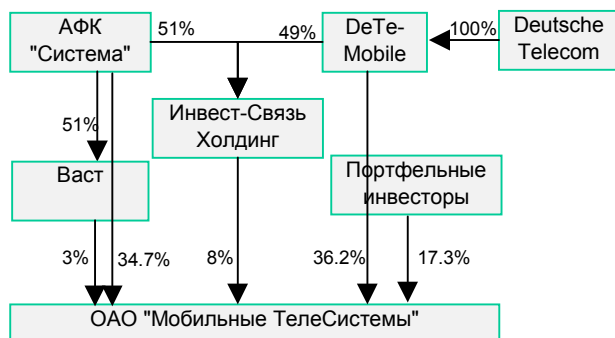 АФК
"Система"
51%
49%
DeTe-
Mobile
100%
Deutsche
Telecom
51%
Инвест-Связь
Холдинг
Васт
Портфельные
инвесторы
3%
34.7%
8%
36.2%
17.3%
ОАО "Мобильные ТелеСистемы"